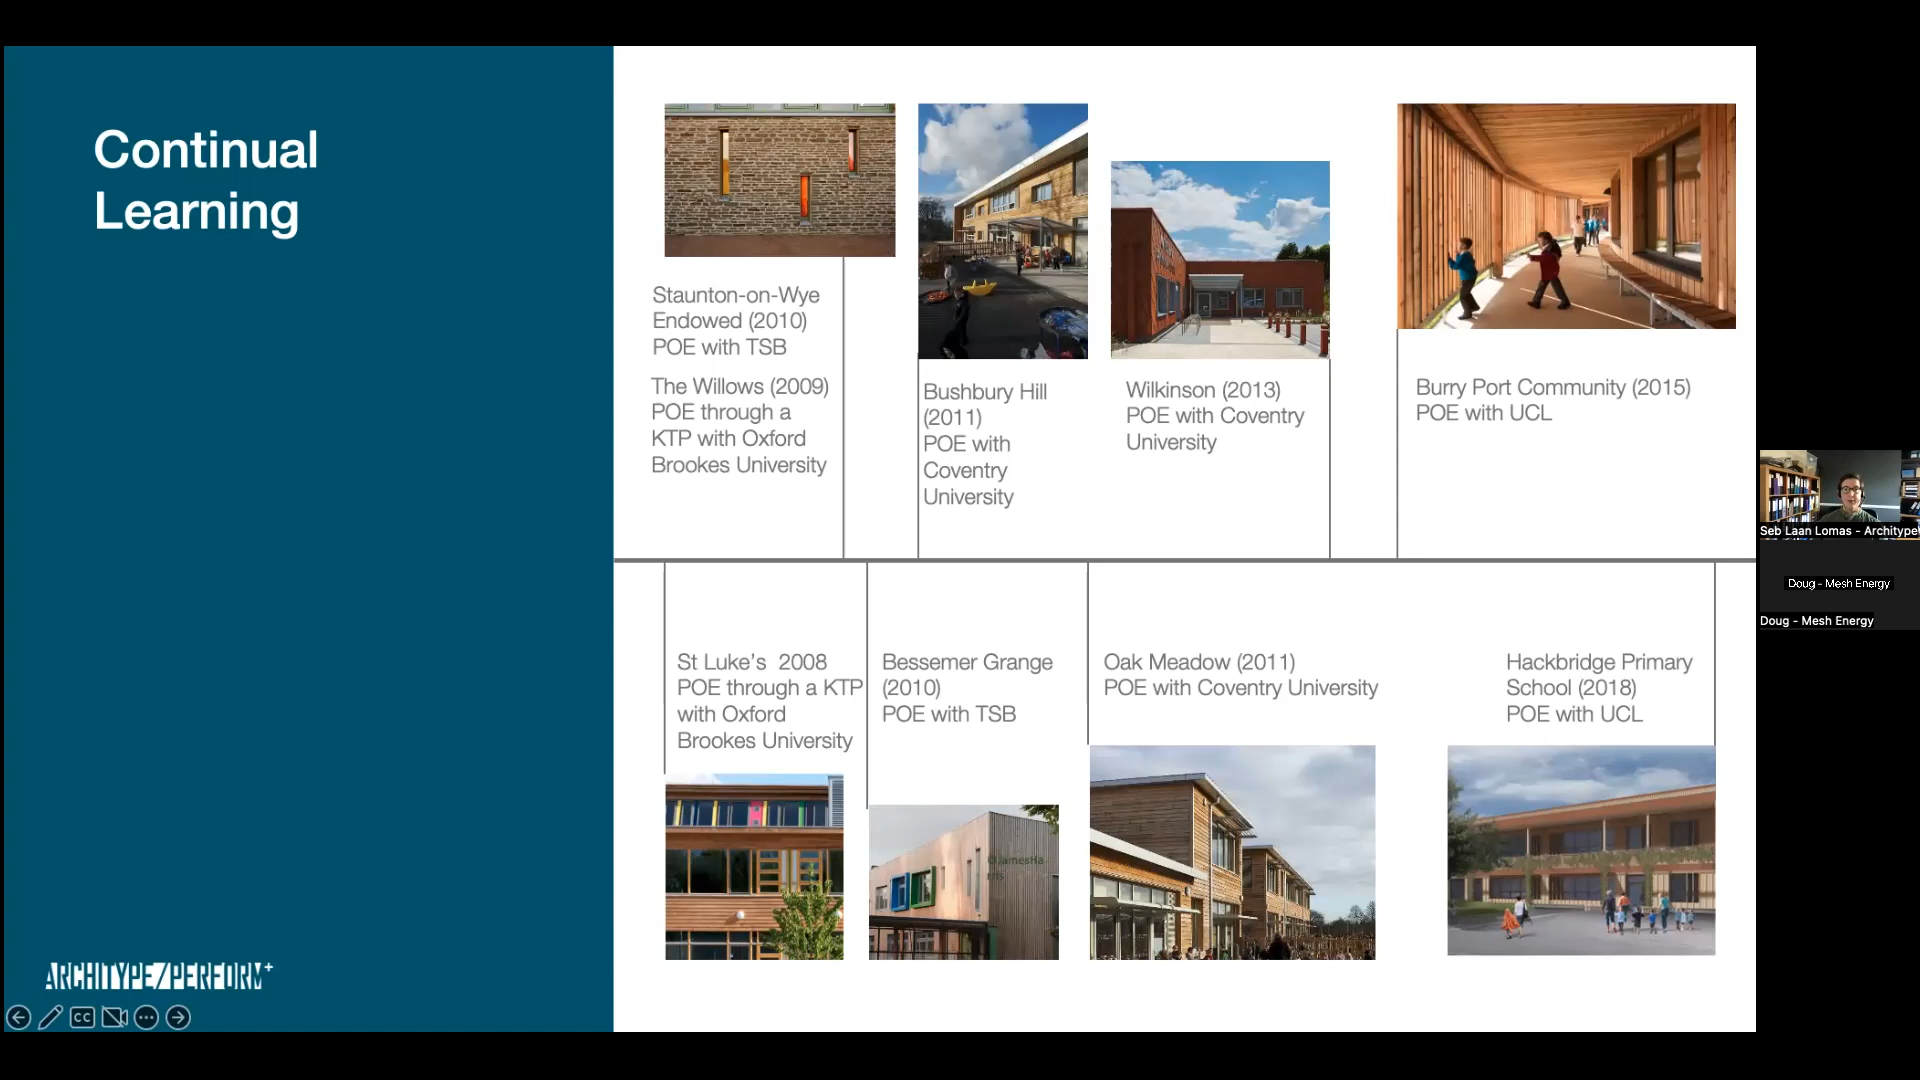 Continual
Learning
Staunton-on-Wye
Endowed (2010)
POE with TSB
The Willows (2009)
POE through a
KTP with Oxford
Brookes University
Bushbury Hill
(2011)
POE with
Coventry
University
Wilkinson (2013)
POE with Coventry
University
Burry Port Community (2015)
POE with UCL
St Luke’s  2008
POE through a KTP
with Oxford
Brookes University
Bessemer Grange
(2010)
POE with TSB
Oak Meadow (2011)
POE with Coventry University
Hackbridge Primary
School (2018)
POE with UCL
ARCHITYPE/PERFORM+
CC
Seb Laan Lomas - Architype
Doug - Mesh Energy
Doug - Mesh Energy